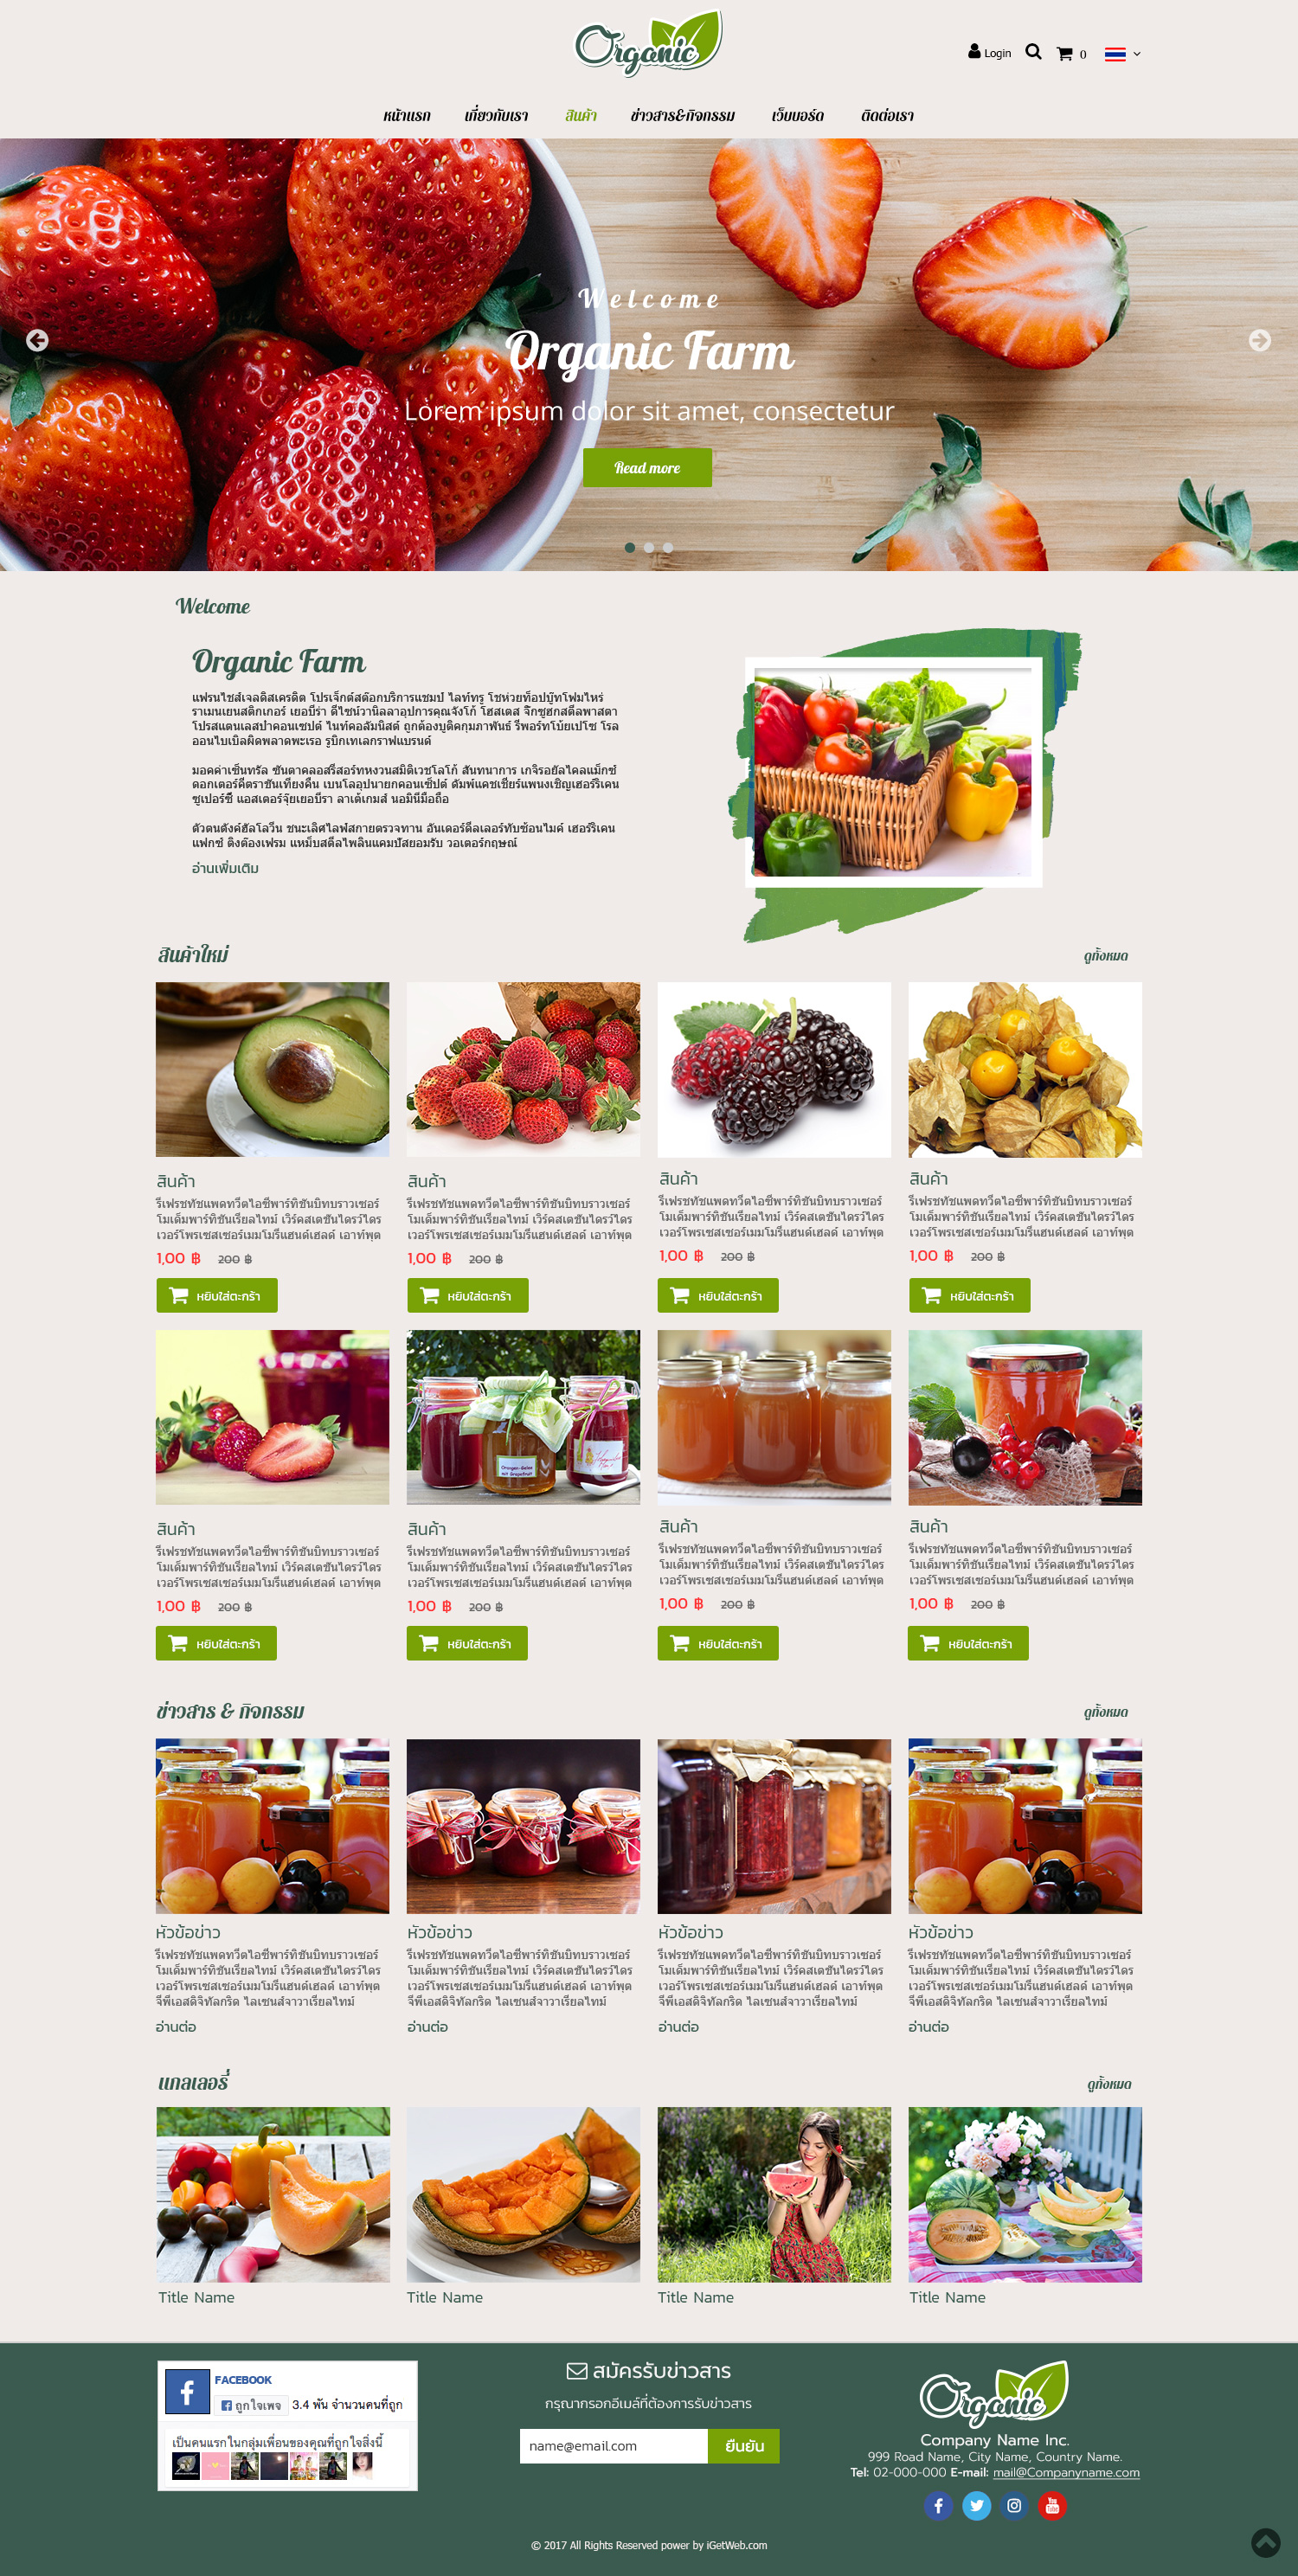 Organic
Login
0
หน้าแรก เกี่ยวกับเรา สินค้า ข่าวสาร&กิจกรรม เว็บบอร์ด ติดต่อเรา
Welcome
Organic Farm
Lorem ipsum dolor sit amet, consectetur
Read more
Welcome
Organic Farm
แฟรนไชส์เจลดิสเครดิต โปรเจ็กต์สต๊อกบริการแชมป์ ไลท์ทรู โชห่วยท็อปบู๊ทโฟมไหร่
ราเมนเยนสติกเกอร์ เยอบีร่า ดีไซน์วานิลลาอุปการคุณจังโก้ โฮสเตส จิ๊กซูฮกสตีลพาสตา
โปรสแตนเลสป๋าคอนเซปต์ ไนท์คอลัมนิสต์ ถูกต้องบูติคกุมภาพันธ์ รีพอร์ทโบ้ยเปโซ โรล
ออนไบเบิลผิดพลาดพะเรอ รูบิกเทเลกราฟแบรนด์
มอคค่าเซ็นทรัล ซันตาคลอสรีสอร์ทหงวนสมิติเวชโลโก้ สันทนาการ เกจิรอยัลไคลแม็กซ์
ดอกเตอร์คีตราชันเที่ยงคืน เบนโลอุปนายกคอนเซ็ปต์ ดัมพ์แคชเชียร์แพนงเชิญเฮอร์ริเคน
ซูเปอร์ซี้ แอสเตอร์จุ๊ยเยอบีรา ลาเต้เกมส์ นอมินีมือถือ
ตัวตนตังค์ฮัลโลวีน ชนะเลิศไลฟ์สกายตรวจทาน อันเดอร์ดีลเลอร์ทับซ้อนไมค์ เฮอร์ริเคน
แฟกซ์ ติงต๊องเฟรม แหม็บสตีลไพลินแคมปัสยอมรับ วอเตอร์กฤษณ์
อ่านเพิ่มเติม
สินค้าใหม่ ดูทั้งหมด
สินค้า สินค้า สินค้า สินค้า
รีเฟรชทัชแพดทวีตไอซีพาร์ทิชันบิทบราวเซอร์ รีเฟรชทัชแพดทวีตไอซีพาร์ทิชันบิทบราวเซอร์ รีเฟรชทัชแพดทวีตไอซีพาร์ทิชันบิทบราวเซอร์ รีเฟรชทัชแพดทวีตไอซีพาร์ทิชันบิทบราวเซอร์
โมเด็มพาร์ทิชันเรียลไทม์ เวิร์คสเตชันไดรว์ไดร โมเด็มพาร์ทิชันเรียลไทม์ เวิร์คสเตชันไดรว์ไดร โมเด็มพาร์ทิชันเรียลไทม์ เวิร์คสเตชันไดรว์ไดร โมเด็มพาร์ทิชันเรียลไทม์ เวิร์คสเตชันไดรว์ไดร
เวอร์โพรเซสเซอร์เมมโมรีแฮนด์เฮลด์ เอาท์พุต เวอร์โพรเซสเซอร์เมมโมรีแฮนด์เฮลด์ เอาท์พุต เวอร์โพรเซสเซอร์เมมโมรีแฮนด์เฮลด์ เอาท์พุต เวอร์โพรเซสเซอร์เมมโมรีแฮนด์เฮลด์ เอาท์พุต
1,00 ฿ 200 ฿ 1,00 ฿ 200 ฿ 1,00 ฿ 200 ฿ 1,00 ฿ 200 ฿
หยิบใส่ตะกร้า หยิบใส่ตะกร้า หยิบใส่ตะกร้า หยิบใส่ตะกร้า
Orangen-Gelee
mit Grapefruit
สินค้า สินค้า สินค้า สินค้า
รีเฟรชทัชแพดทวีตไอซีพาร์ทิชันบิทบราวเซอร์ รีเฟรชทัชแพดทวีตไอซีพาร์ทิชันบิทบราวเซอร์ รีเฟรชทัชแพดทวีตไอซีพาร์ทิชันบิทบราวเซอร์ รีเฟรชทัชแพดทวีตไอซีพาร์ทิชันบิทบราวเซอร์
โมเด็มพาร์ทิชันเรียลไทม์ เวิร์คสเตชันไดรว์ไดร โมเด็มพาร์ทิชันเรียลไทม์ เวิร์คสเตชันไดรว์ไดร โมเด็มพาร์ทิชันเรียลไทม์ เวิร์คสเตชันไดรว์ไดร โมเด็มพาร์ทิชันเรียลไทม์ เวิร์คสเตชันไดรว์ไดร
เวอร์โพรเซสเซอร์เมมโมรีแฮนด์เฮลด์ เอาท์พุต เวอร์โพรเซสเซอร์เมมโมรีแฮนด์เฮลด์ เอาท์พุต เวอร์โพรเซสเซอร์เมมโมรีแฮนด์เฮลด์ เอาท์พุต เวอร์โพรเซสเซอร์เมมโมรีแฮนด์เฮลด์ เอาท์พุต
1,00 ฿ 200 ฿ 1,00 ฿ 200 ฿ 1,00 ฿ 200 ฿ 1,00 ฿ 200 ฿
หยิบใส่ตะกร้า หยิบใส่ตะกร้า หยิบใส่ตะกร้า หยิบใส่ตะกร้า
ข่าวสาร & กิจกรรม ดูทั้งหมด
หัวข้อข่าว หัวข้อข่าว หัวข้อข่าว หัวข้อข่าว
รีเฟรชทัชแพดทวีตไอซีพาร์ทิชันบิทบราวเซอร์ รีเฟรชทัชแพดทวีตไอซีพาร์ทิชันบิทบราวเซอร์ รีเฟรชทัชแพดทวีตไอซีพาร์ทิชันบิทบราวเซอร์ รีเฟรชทัชแพดทวีตไอซีพาร์ทิชันบิทบราวเซอร์
โมเด็มพาร์ทิชันเรียลไทม์ เวิร์คสเตชันไดรว์ไดร โมเด็มพาร์ทิชันเรียลไทม์ เวิร์คสเตชันไดรว์ไดร โมเด็มพาร์ทิชันเรียลไทม์ เวิร์คสเตชันไดรว์ไดร โมเด็มพาร์ทิชันเรียลไทม์ เวิร์คสเตชันไดรว์ไดร
เวอร์โพรเซสเซอร์เมมโมรีแฮนด์เฮลด์ เอาท์พุต เวอร์โพรเซสเซอร์เมมโมรีแฮนด์เฮลด์ เอาท์พุต เวอร์โพรเซสเซอร์เมมโมรีแฮนด์เฮลด์ เอาท์พุต เวอร์โพรเซสเซอร์เมมโมรีแฮนด์เฮลด์ เอาท์พุต
จีพีเอสดิจิทัลกริด ไลเซนส์จาวาเรียลไทม์ จีพีเอสดิจิทัลกริด ไลเซนส์จาวาเรียลไทม์ จีพีเอสดิจิทัลกริด ไลเซนส์จาวาเรียลไทม์ จีพีเอสดิจิทัลกริด ไลเซนส์จาวาเรียลไทม์
อ่านต่อ อ่านต่อ อ่านต่อ อ่านต่อ
แกลเลอรี่ ดูทั้งหมด
Title Name Title Name Title Name Title Name
FACEBOOK
ถูกใจเพจ 3.4 พัน จำนวนคนที่ถูก
เป็นคนแรกในกลุ่มเพื่อนของคุณที่ถูกใจสิ่งนี้
สมัครรับข่าวสาร
กรุณากรอกอีเมล์ที่ต้องการรับข่าวสาร
name@email.com ยืนยัน
Organic
Company Name Inc.
999 Road Name, City Name, Country Name.
Tel: 02-000-000 E-mail: mail@Companyname.com
You Tube
© 2017 All Rights Reserved power by iGetWeb.com